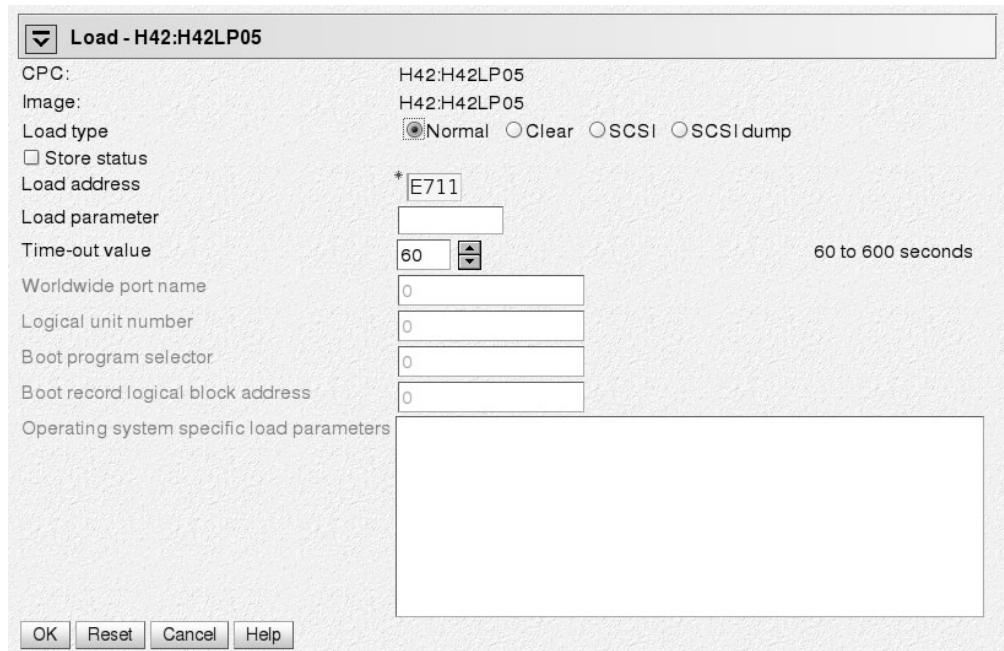 Load - H42:H42LP05
CPC: H42:H42LP05
Image: H42:H42LP05
Load type Normal Clear SCSI SCSI dump
Store status
Load address * E711
Load parameter
Time-out value 60 60 to 600 seconds
Worldwide port name 0
Logical unit number 0
Boot program selector 0
Boot record logical block address 0
Operating system specific load parameters
OK Reset Cancel Help